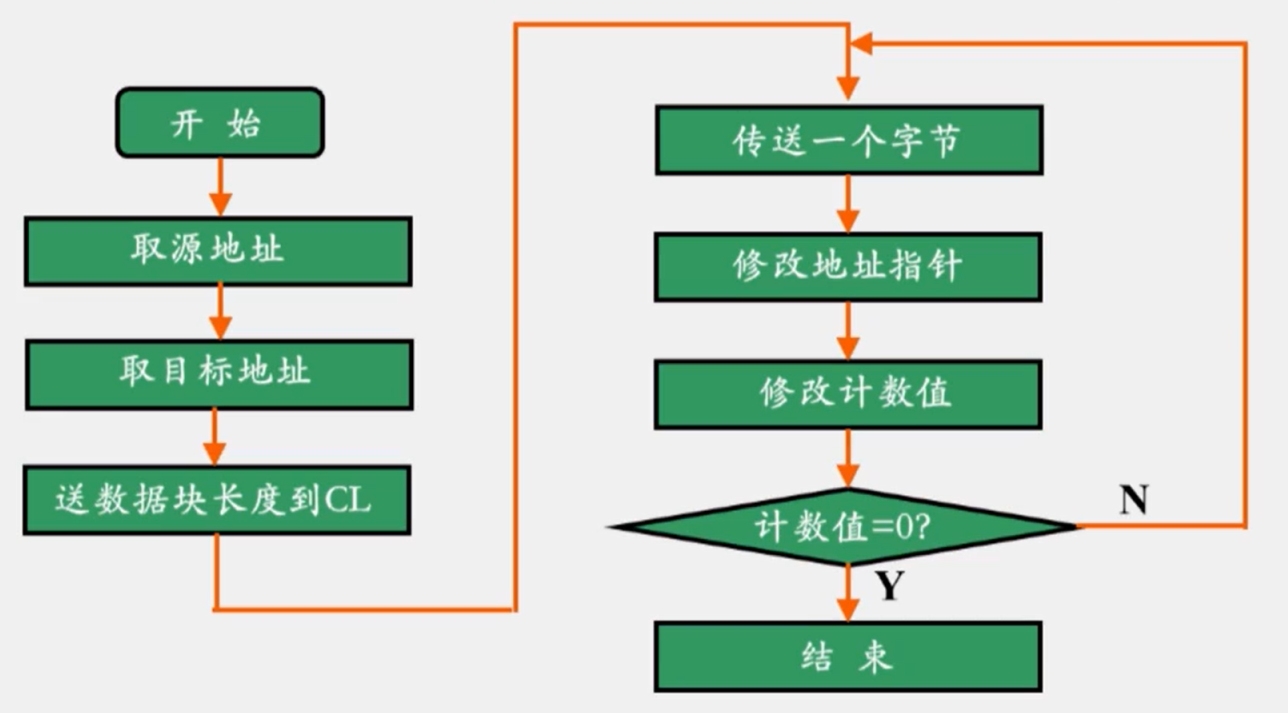 开 始
取源地址
取目标地址
送数据块长度到CL
传送一个字节
修改地址指针
修改计数值
计数值=0?
N
Y
结 束